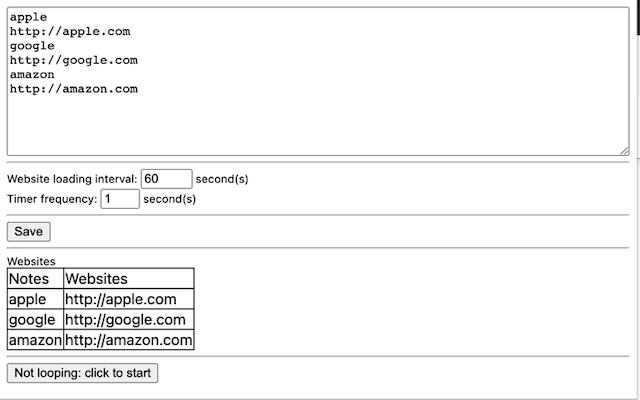 apple
http://apple.com
google
http://google.com
amazon
http://amazon.com
Website loading interval: 60 second(s)
Timer frequency: 1 second(s)
Save
Websites
Notes Websites
apple http://apple.com
google http://google.com
amazon http://amazon.com
Not looping: click to start